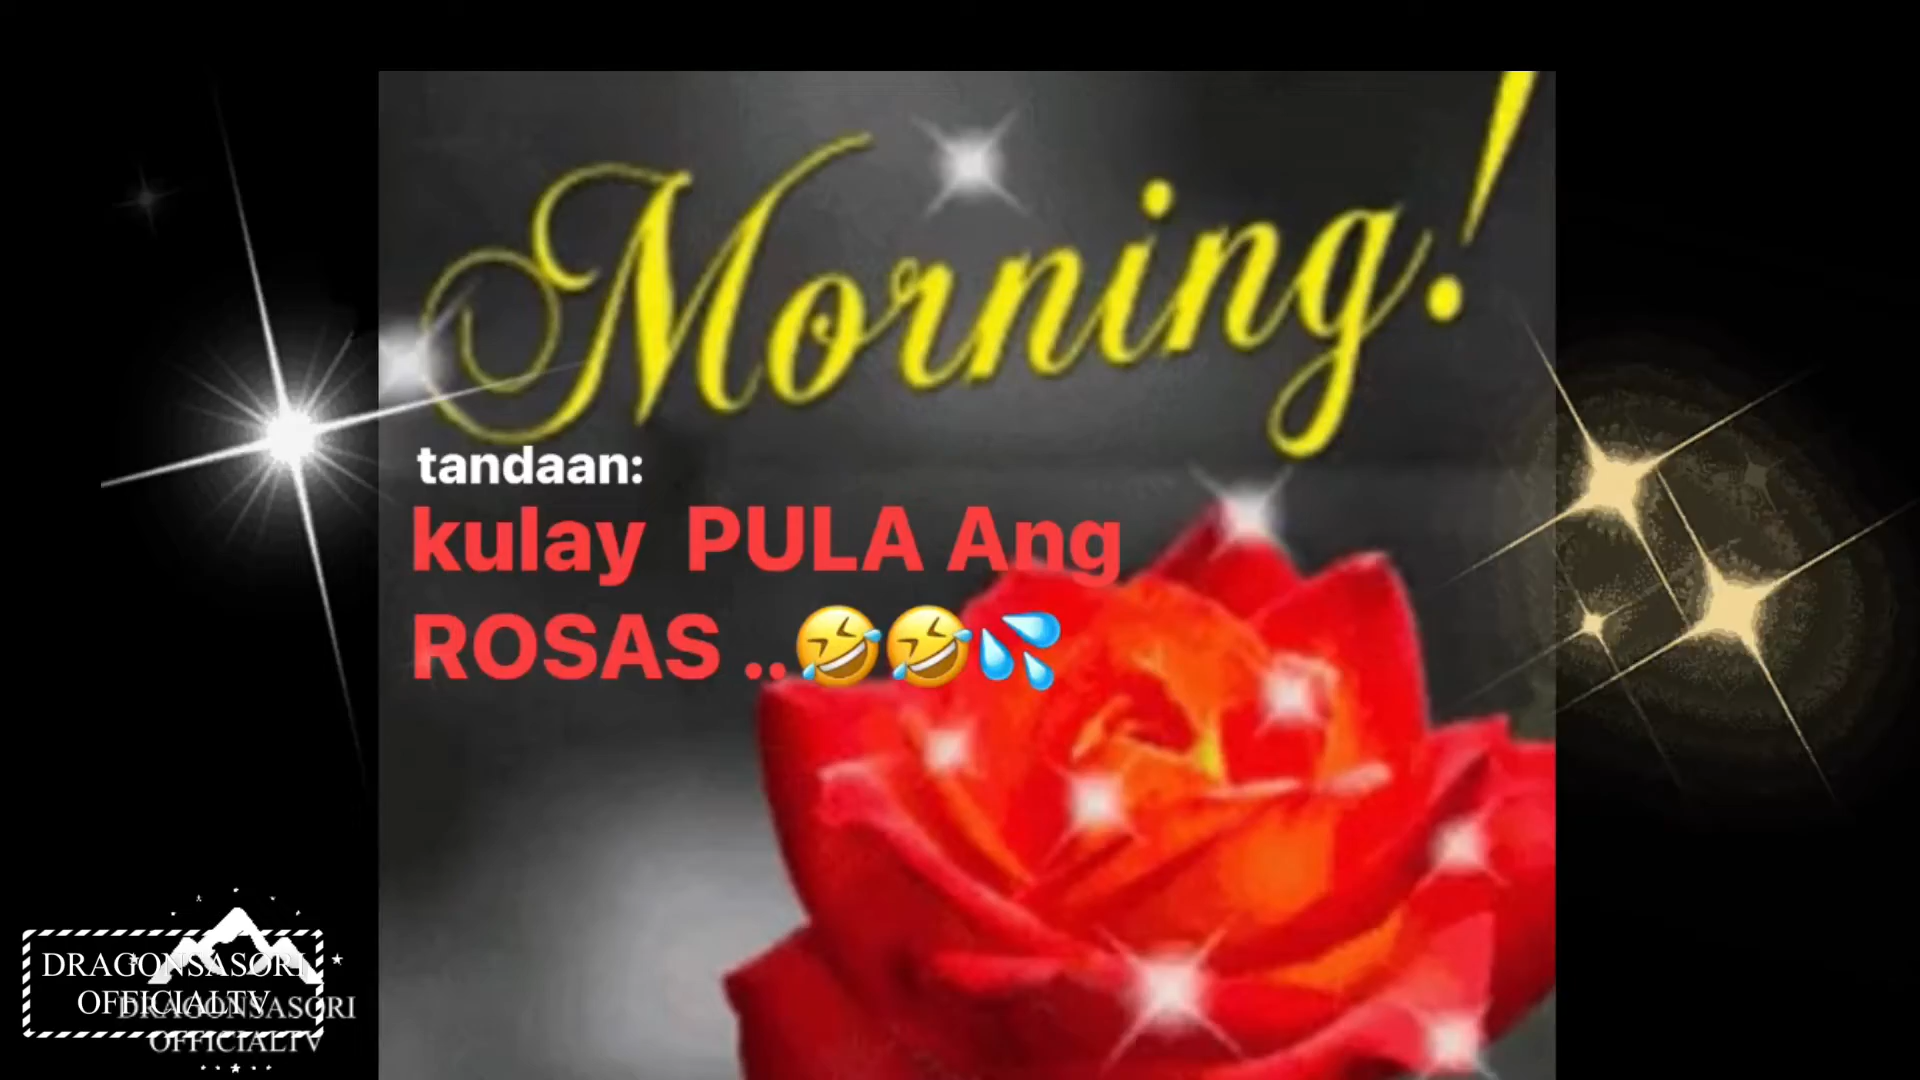 Morning!
tandaan:
kulay PULA Ang
ROSAS ..🤣🤣💦
DRAGONSASORI
OFFICIALTV
DRAGONSASORI
OFFICIALTV